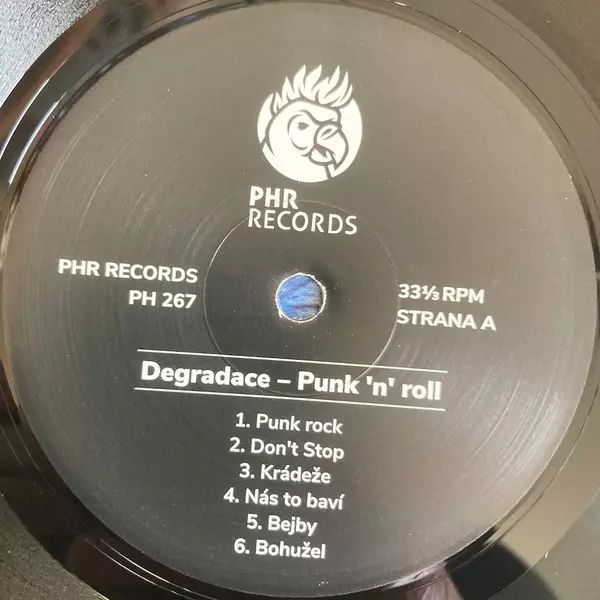 PHR
RECORDS
PHR RECORDS
PH 267
33⅓ RPM
STRANA A
Degradace – Punk 'n' roll
1. Punk rock
2. Don't Stop
3. Krádeže
4. Nás to baví
5. Bejby
6. Bohužel